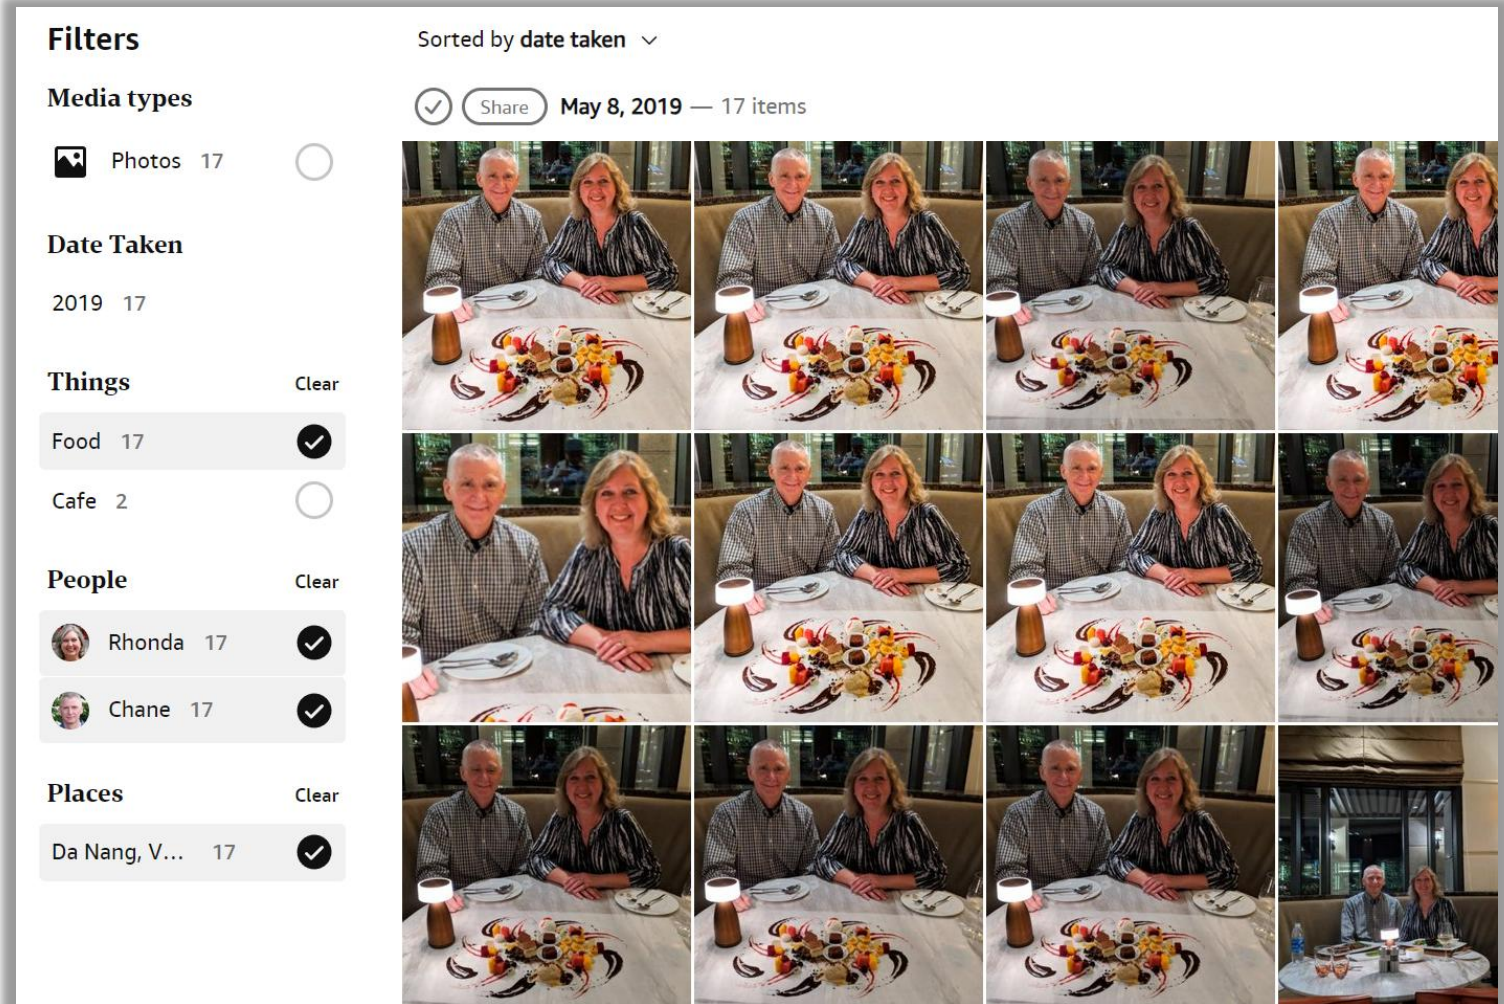 Filters
Media types
Photos 17
Date Taken
2019 17
Things Clear
Food 17
Cafe 2
People Clear
Rhonda 17
Chane 17
Places Clear
Da Nang, V... 17
Sorted by date taken
Share May 8, 2019 — 17 items